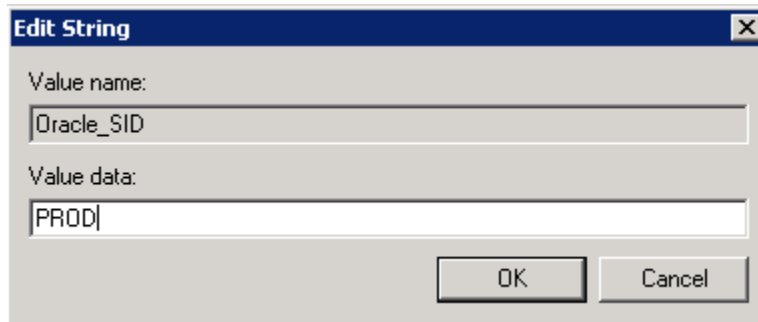 Edit String
Value name:
Oracle_SID
Value data:
PROD
OK Cancel